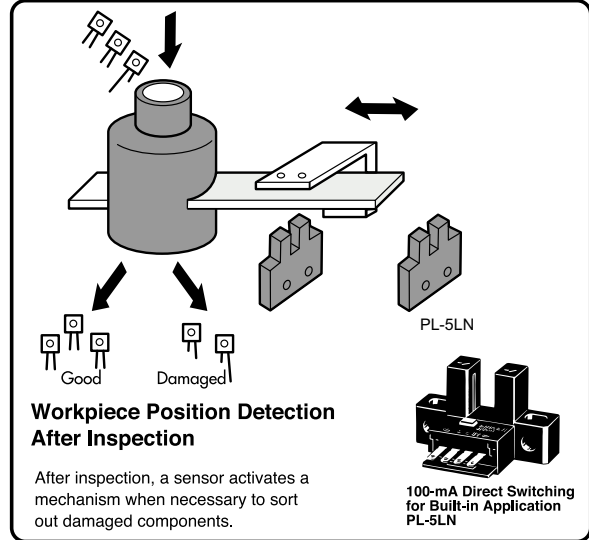 PL-5LN
Good
Damaged
Workpiece Position Detection
After Inspection
After inspection, a sensor activates a
mechanism when necessary to sort
out damaged components.
100-mA Direct Switching
for Built-in Application
PL-5LN